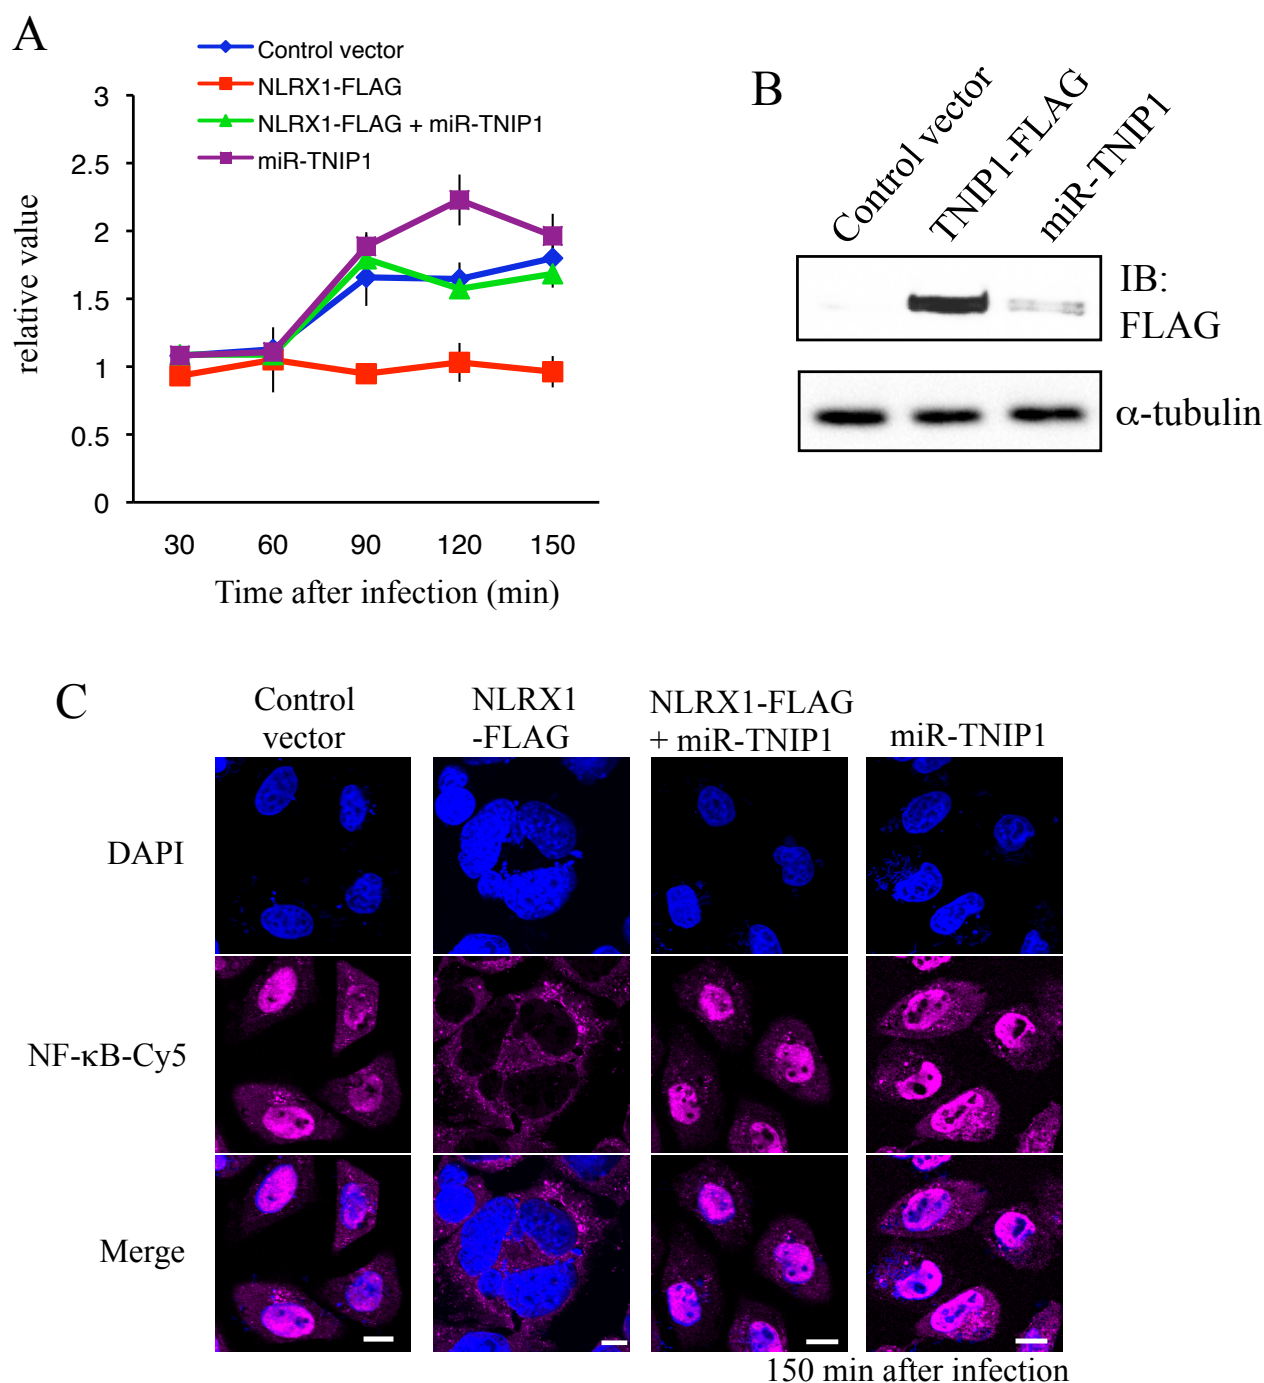 A
Control vector
NLRX1-FLAG
NLRX1-FLAG + miR-TNIP1
miR-TNIP1
3
2.5
2
1.5
1
0.5
0
relative value
30 60 90 120 150
Time after infection (min)
B
Control vector
TNIP1-FLAG
miR-TNIP1
IB:
FLAG
α-tubulin
C
Control
vector
NLRX1
-FLAG
NLRX1-FLAG
+ miR-TNIP1
miR-TNIP1
DAPI
NF-κB-Cy5
Merge
150 min after infection